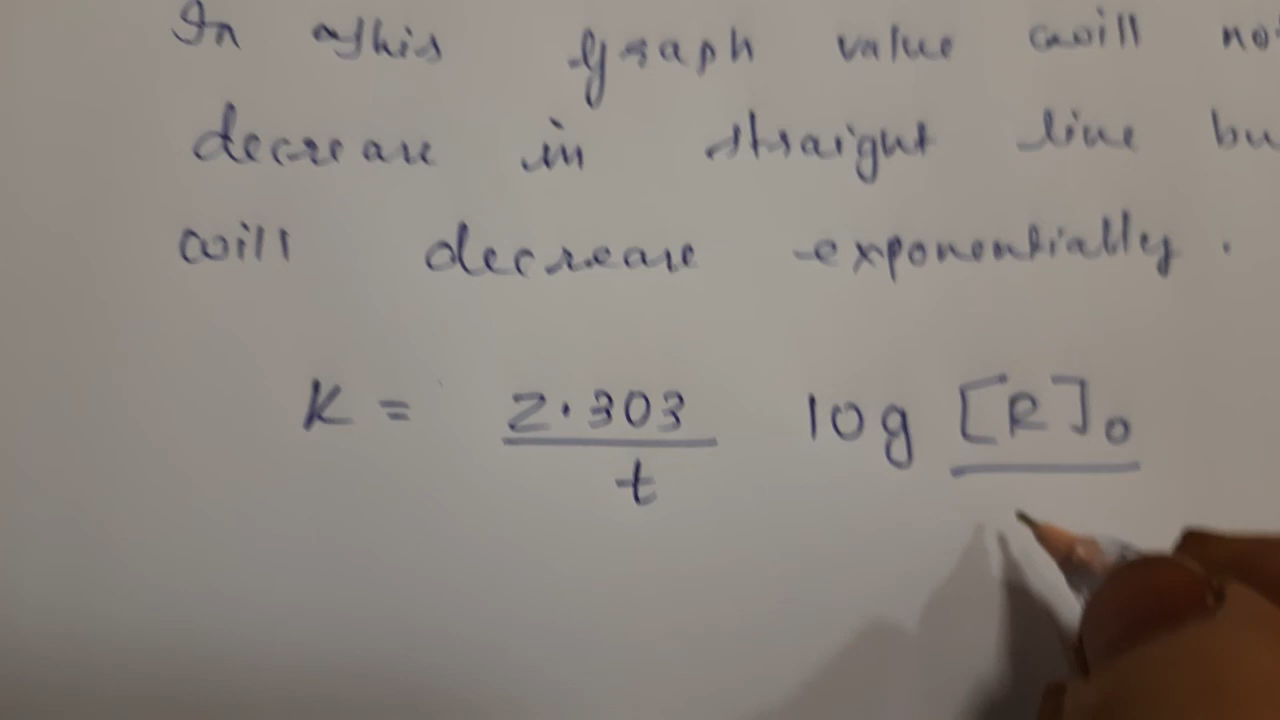 In this graph value will no
decrease in straight line bu
will decrease exponentially.
K = 2.303 log [R]₀
t